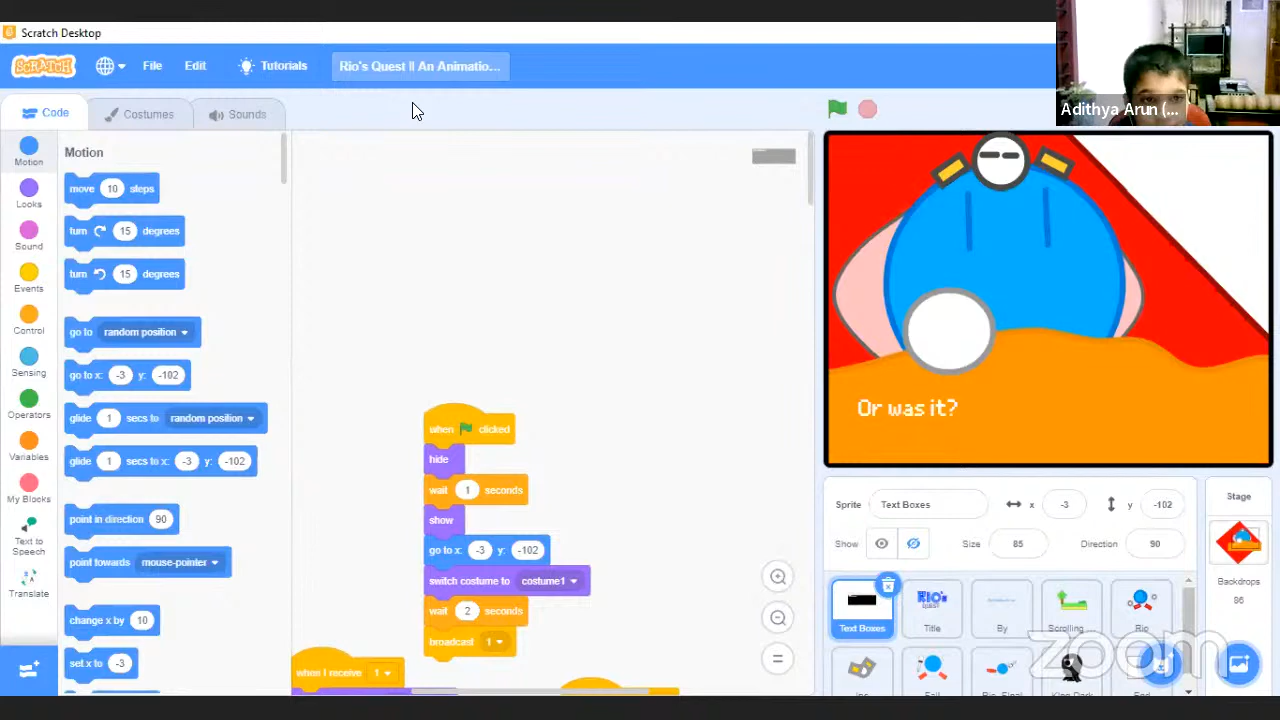 Scratch Desktop
SCRATCH
File
Edit
Tutorials
Rio's Quest || An Animatio...
Adithya Arun (...
Code
Costumes
Sounds
Motion
Looks
Sound
Events
Control
Sensing
Operators
Variables
My Blocks
Text to
Speech
Translate
Motion
move 10 steps
turn 15 degrees
turn 15 degrees
go to random position
go to x: -3 y: -102
glide 1 secs to random position
glide 1 secs to x: -3 y: -102
point in direction 90
point towards mouse-pointer
change x by 10
set x to -3
when clicked
hide
wait 1 seconds
show
go to x: -3 y: -102
switch costume to costume1
wait 2 seconds
broadcast 1
when I receive 1
Or was it?
Sprite Text Boxes x -3 y -102
Show Size 85 Direction 90
Stage
Backdrops
Text Boxes
Title
By
Scrolling ...
Rio
RIO'S
Fall
King Dark
End
zoom